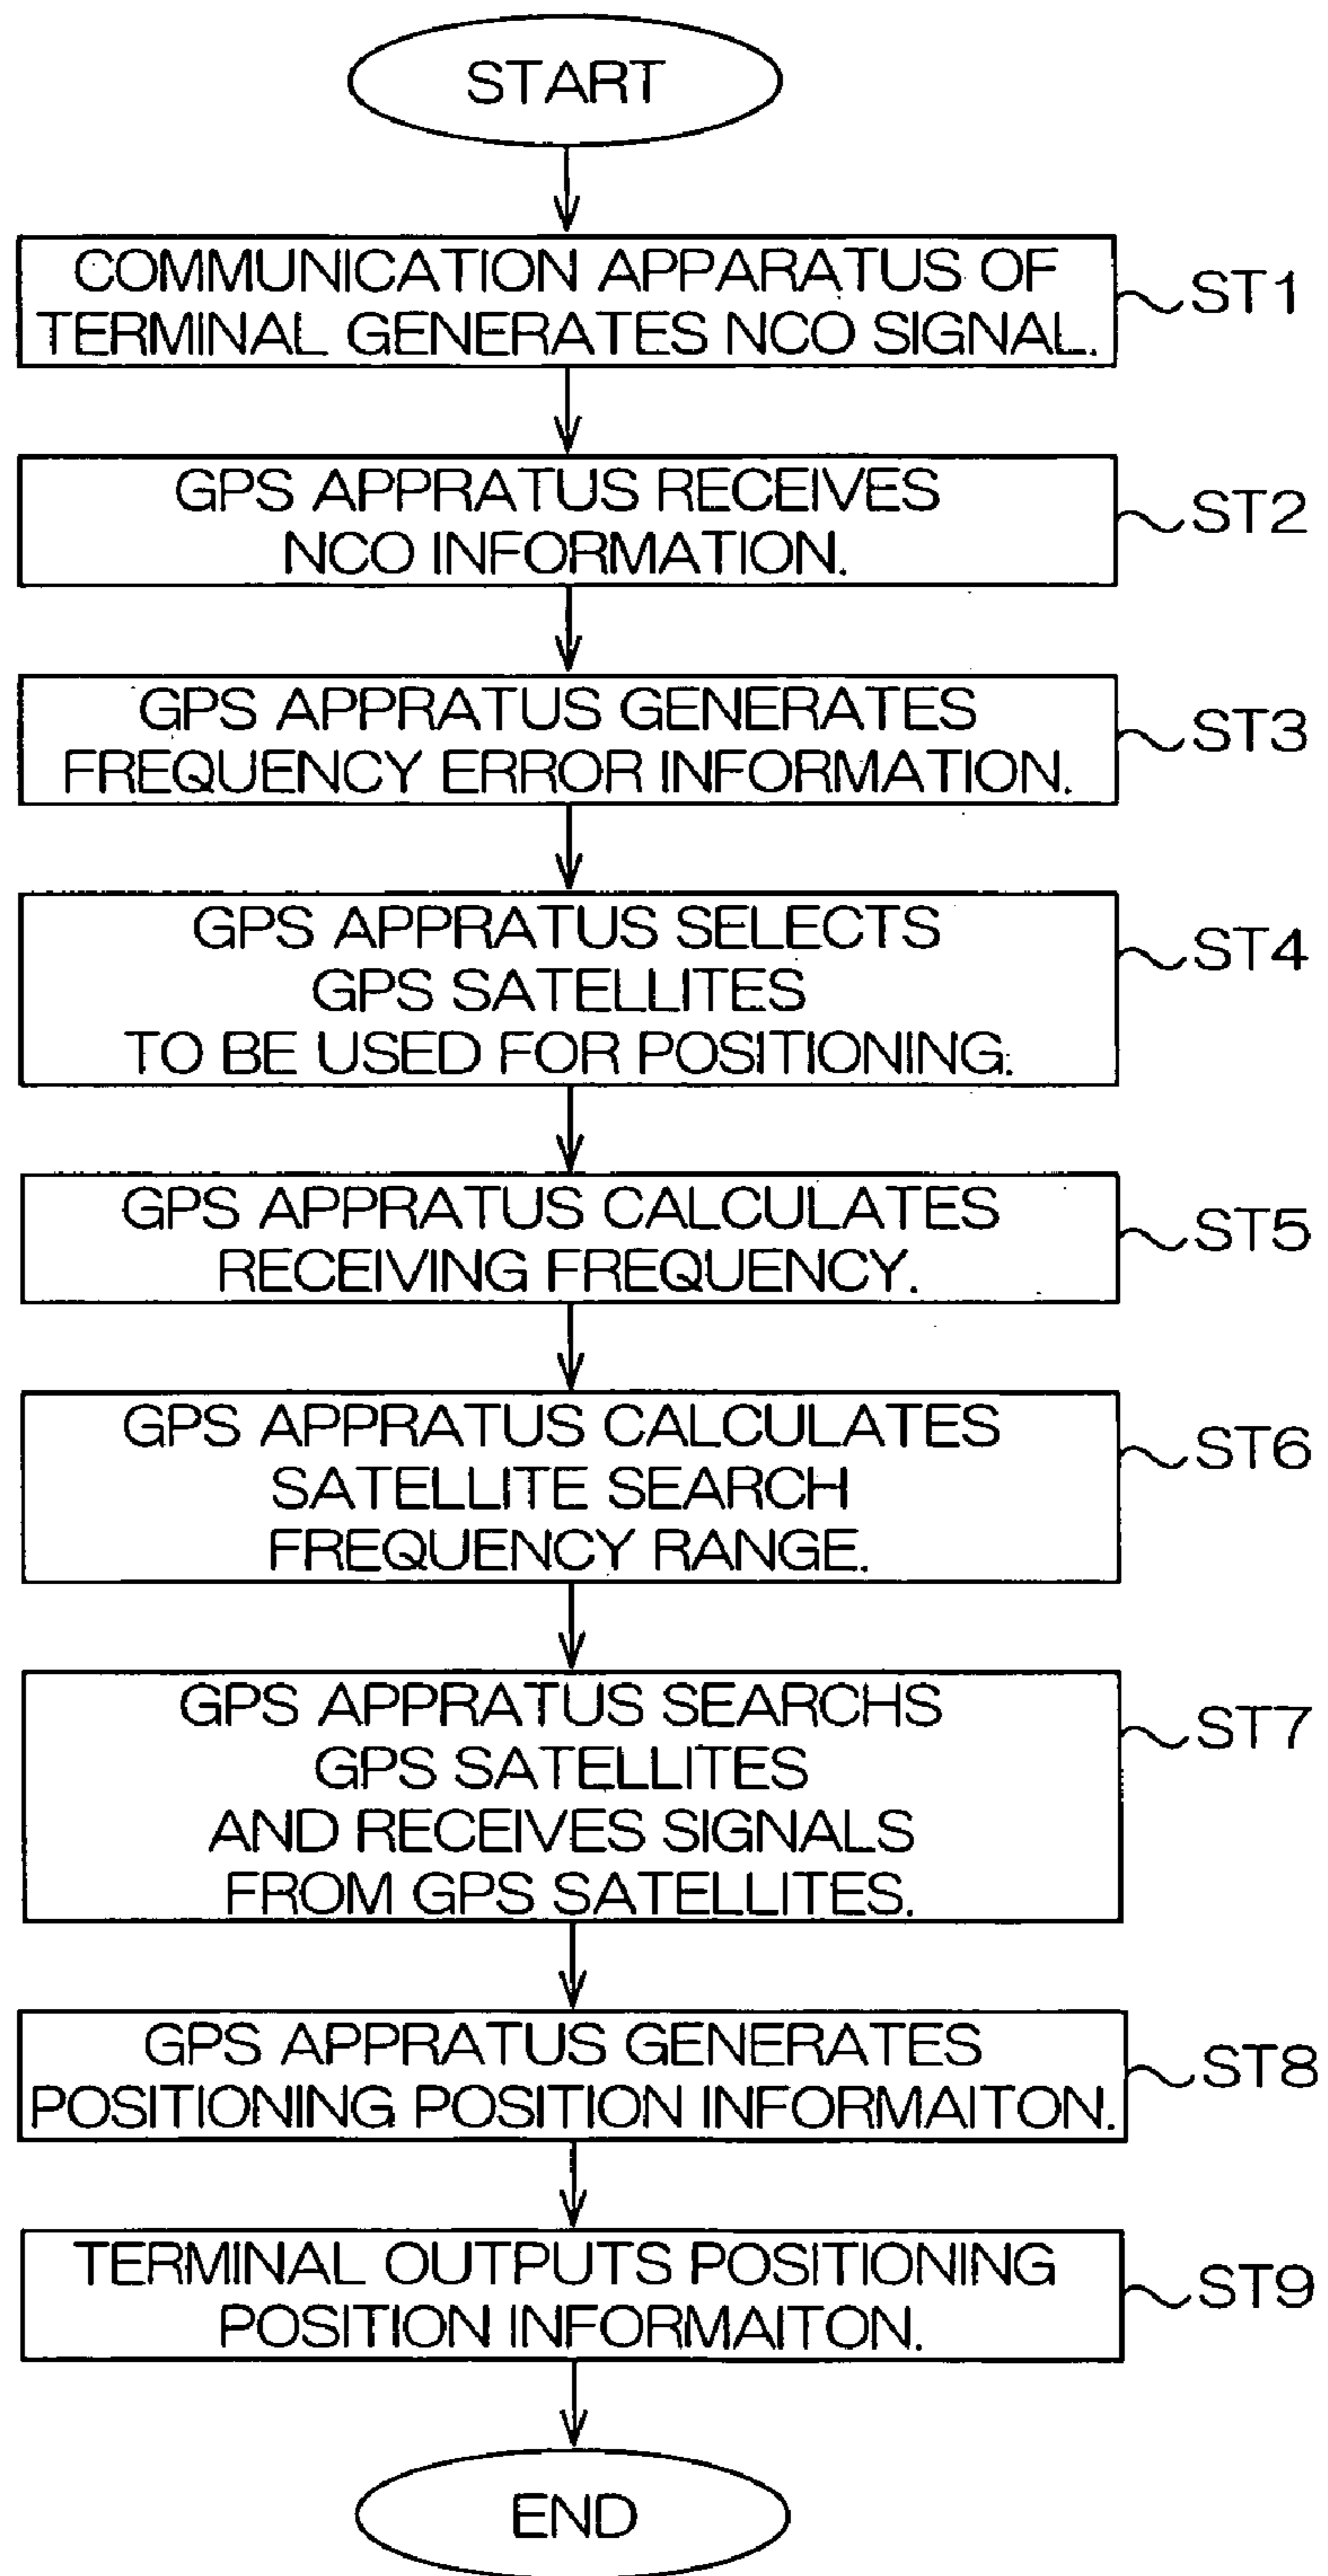 START
COMMUNICATION APPARATUS OF
TERMINAL GENERATES NCO SIGNAL.
ST1
GPS APPRATUS RECEIVES
NCO INFORMATION.
ST2
GPS APPRATUS GENERATES
FREQUENCY ERROR INFORMATION.
ST3
GPS APPRATUS SELECTS
GPS SATELLITES
TO BE USED FOR POSITIONING.
ST4
GPS APPRATUS CALCULATES
RECEIVING FREQUENCY.
ST5
GPS APPRATUS CALCULATES
SATELLITE SEARCH
FREQUENCY RANGE.
ST6
GPS APPRATUS SEARCHS
GPS SATELLITES
AND RECEIVES SIGNALS
FROM GPS SATELLITES.
ST7
GPS APPRATUS GENERATES
POSITIONING POSITION INFORMAITON.
ST8
TERMINAL OUTPUTS POSITIONING
POSITION INFORMAITON.
ST9
END